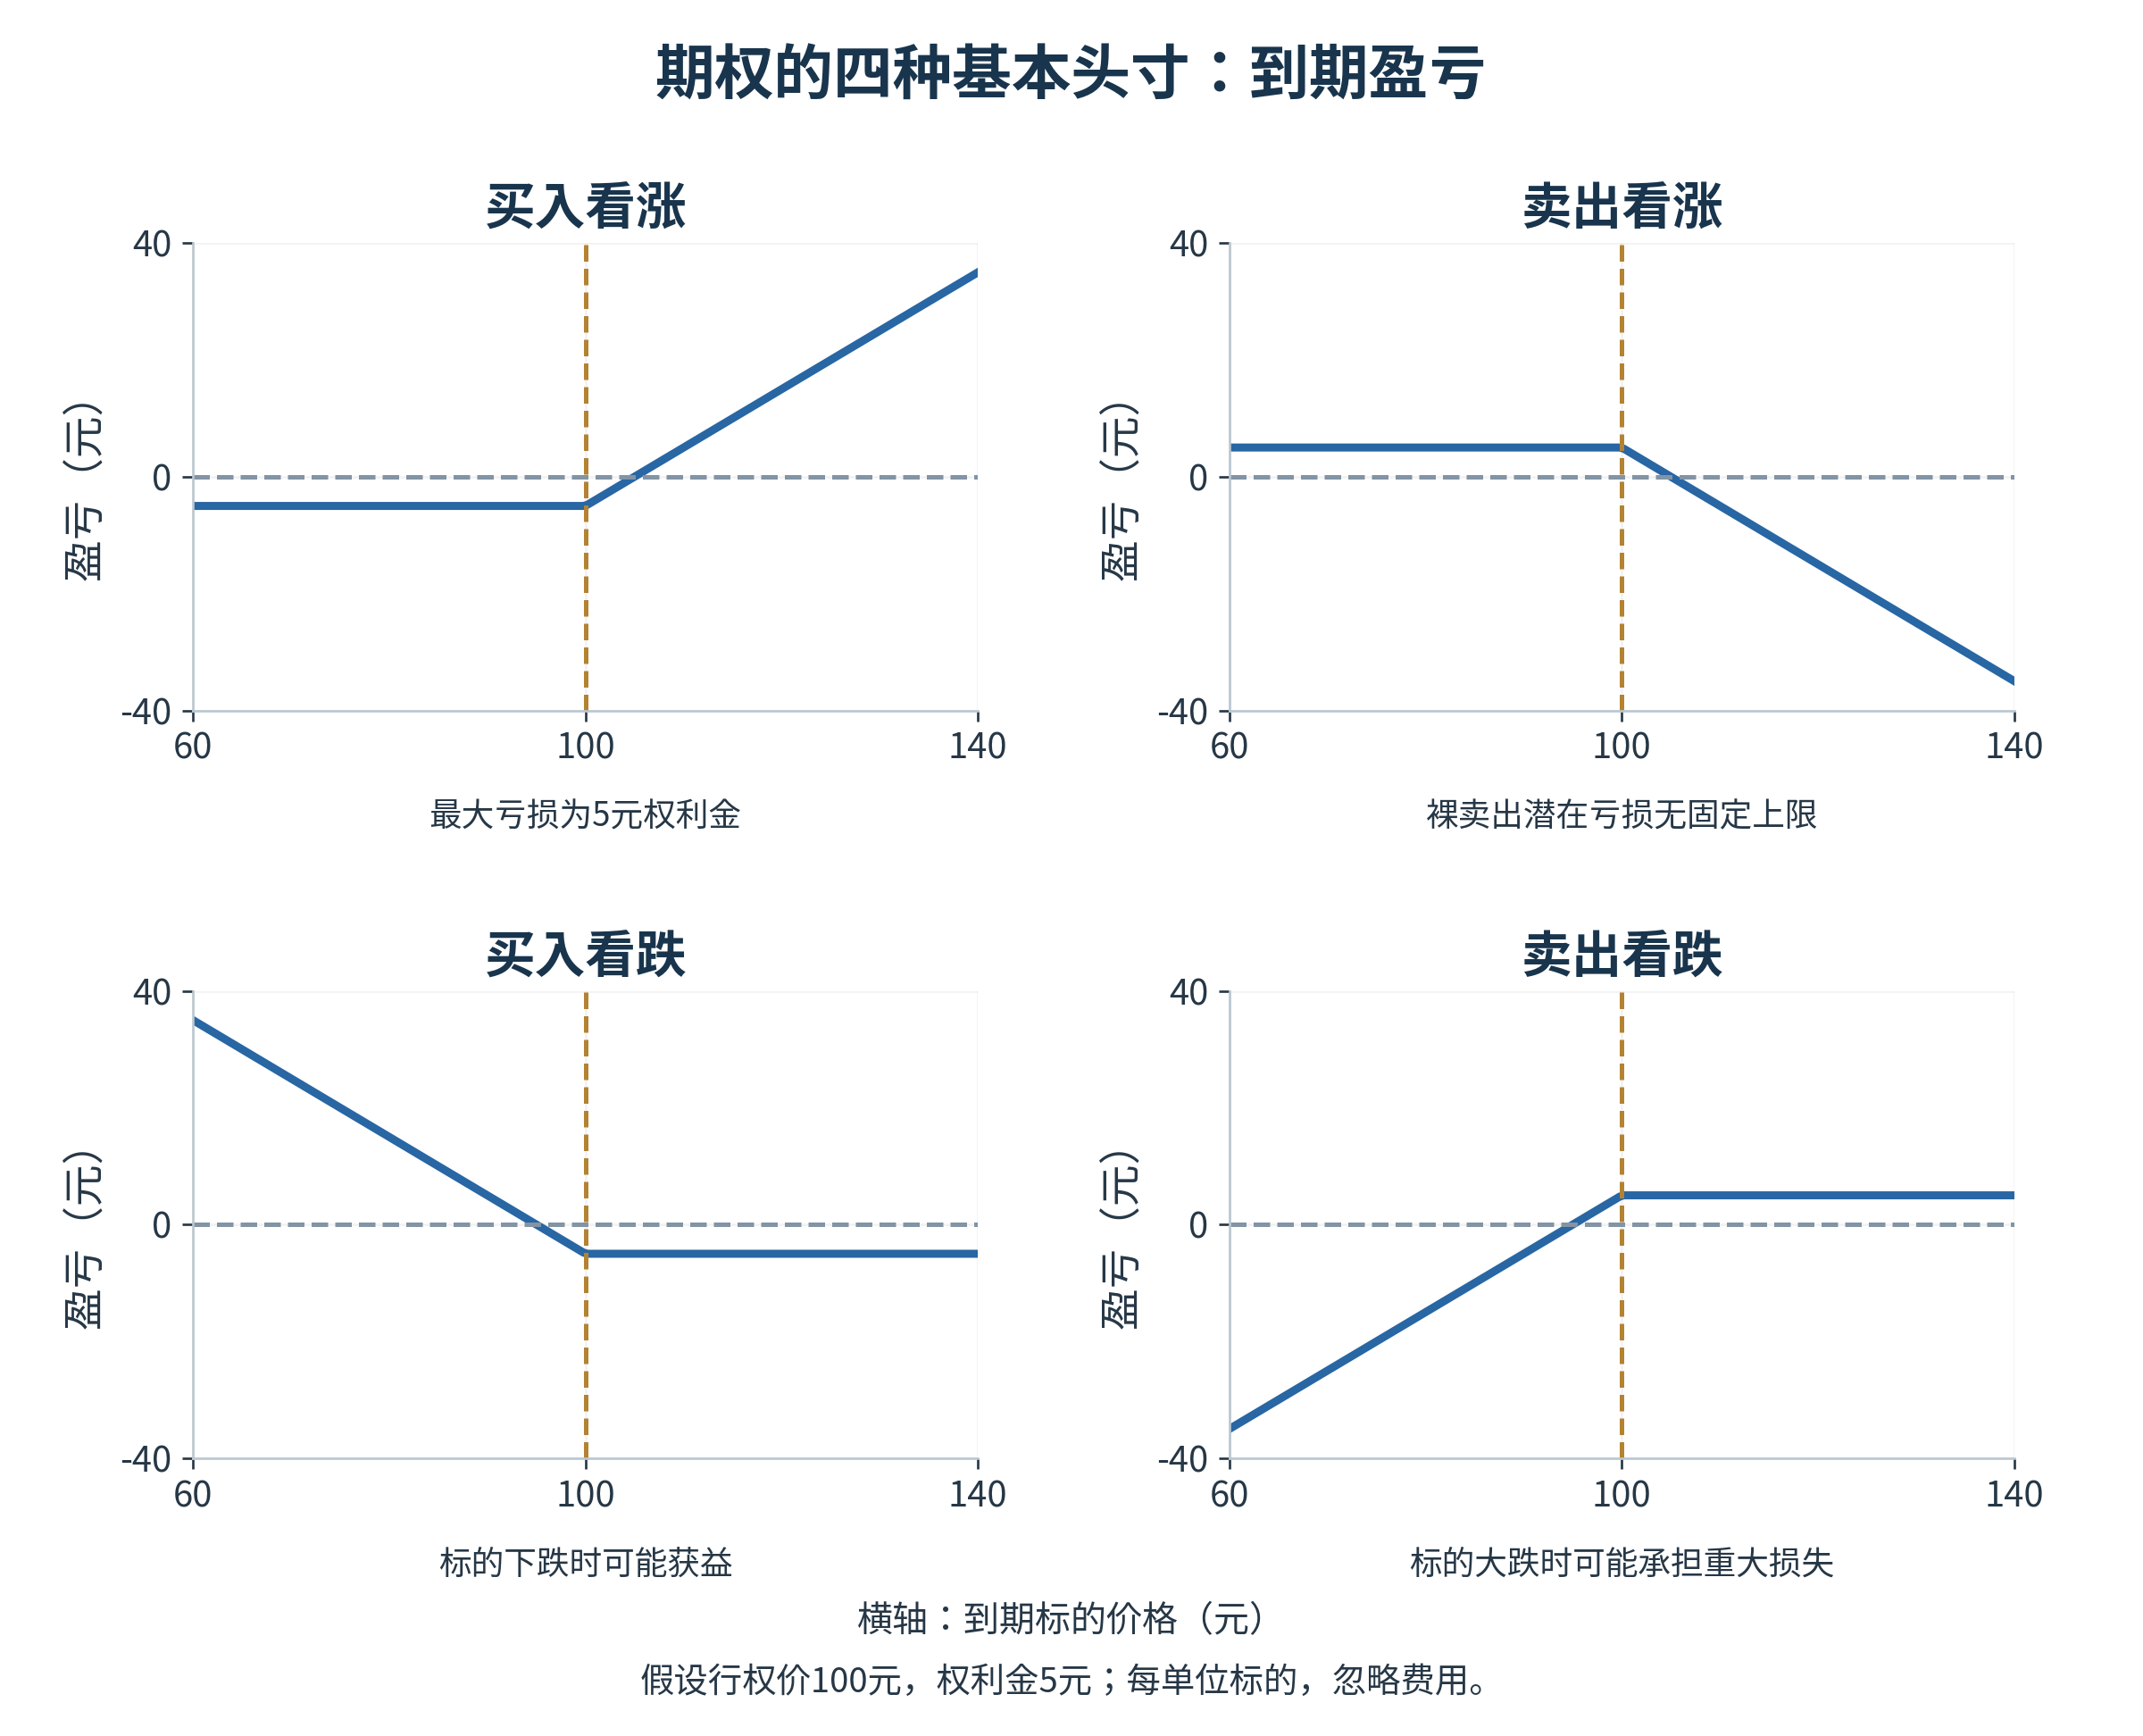 期权的四种基本头寸：到期盈亏
买入看涨
40
0
-40
盈亏（元）
60
100
140
最大亏损为5元权利金
卖出看涨
40
0
-40
盈亏（元）
60
100
140
裸卖出潜在亏损无固定上限
买入看跌
40
0
-40
盈亏（元）
60
100
140
标的下跌时可能获益
卖出看跌
40
0
-40
盈亏（元）
60
100
140
标的大跌时可能承担重大损失
横轴：到期标的价格（元）
假设行权价100元，权利金5元；每单位标的，忽略费用。